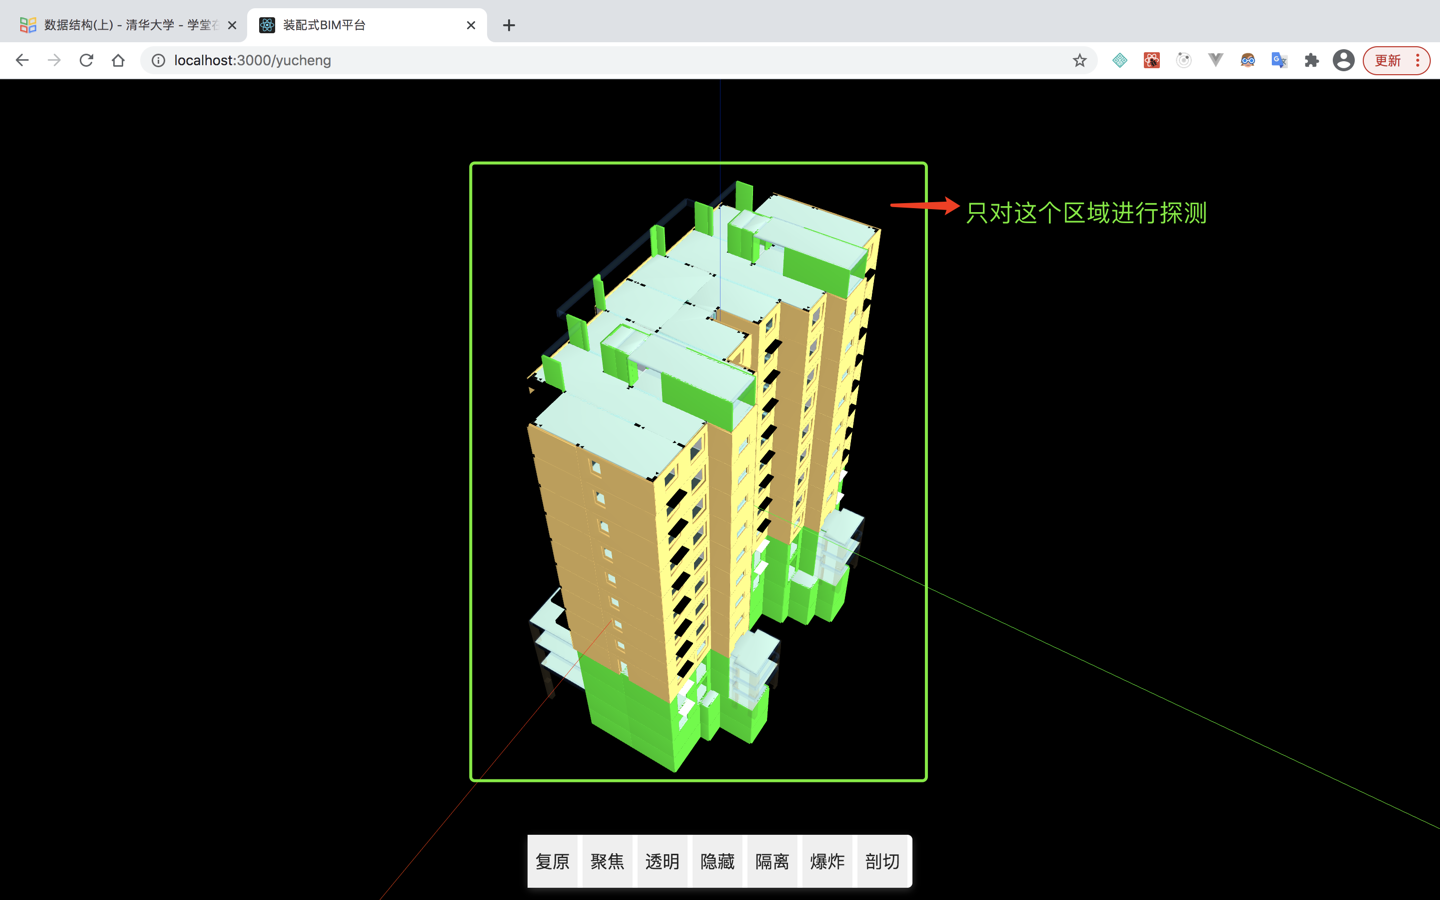 数据结构(上) - 清华大学 - 学堂在
装配式BIM平台
localhost:3000/yucheng
更新
只对这个区域进行探测
复原 聚焦 透明 隐藏 隔离 爆炸 剖切